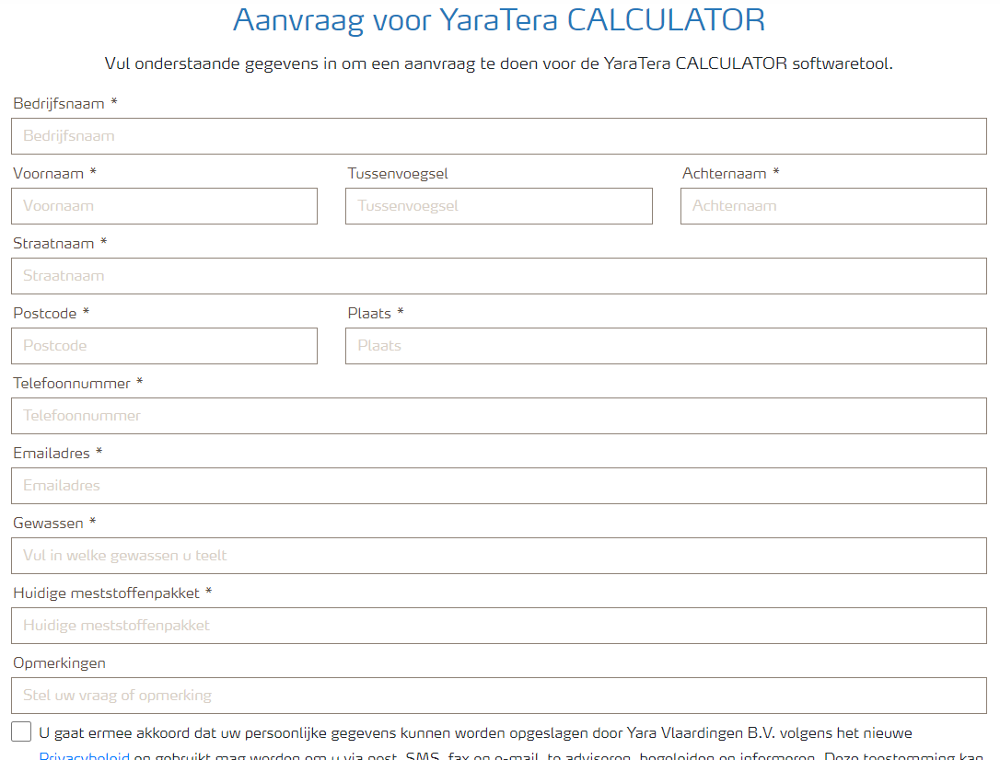 Aanvraag voor YaraTera CALCULATOR
Vul onderstaande gegevens in om een aanvraag te doen voor de YaraTera CALCULATOR softwaretool.
Bedrijfsnaam *
Bedrijfsnaam
Voornaam * Tussenvoegsel Achternaam *
Voornaam Tussenvoegsel Achternaam
Straatnaam *
Straatnaam
Postcode * Plaats *
Postcode Plaats
Telefoonnummer *
Telefoonnummer
Emailadres *
Emailadres
Gewassen *
Vul in welke gewassen u teelt
Huidige meststoffenpakket *
Huidige meststoffenpakket
Opmerkingen
Stel uw vraag of opmerking
U gaat ermee akkoord dat uw persoonlijke gegevens kunnen worden opgeslagen door Yara Vlaardingen B.V. volgens het nieuwe
Privacybeleid en gebruikt mag worden om u via post, SMS, fax en e-mail, te adviseren, begeleiden en informeren. Deze toestemming kan